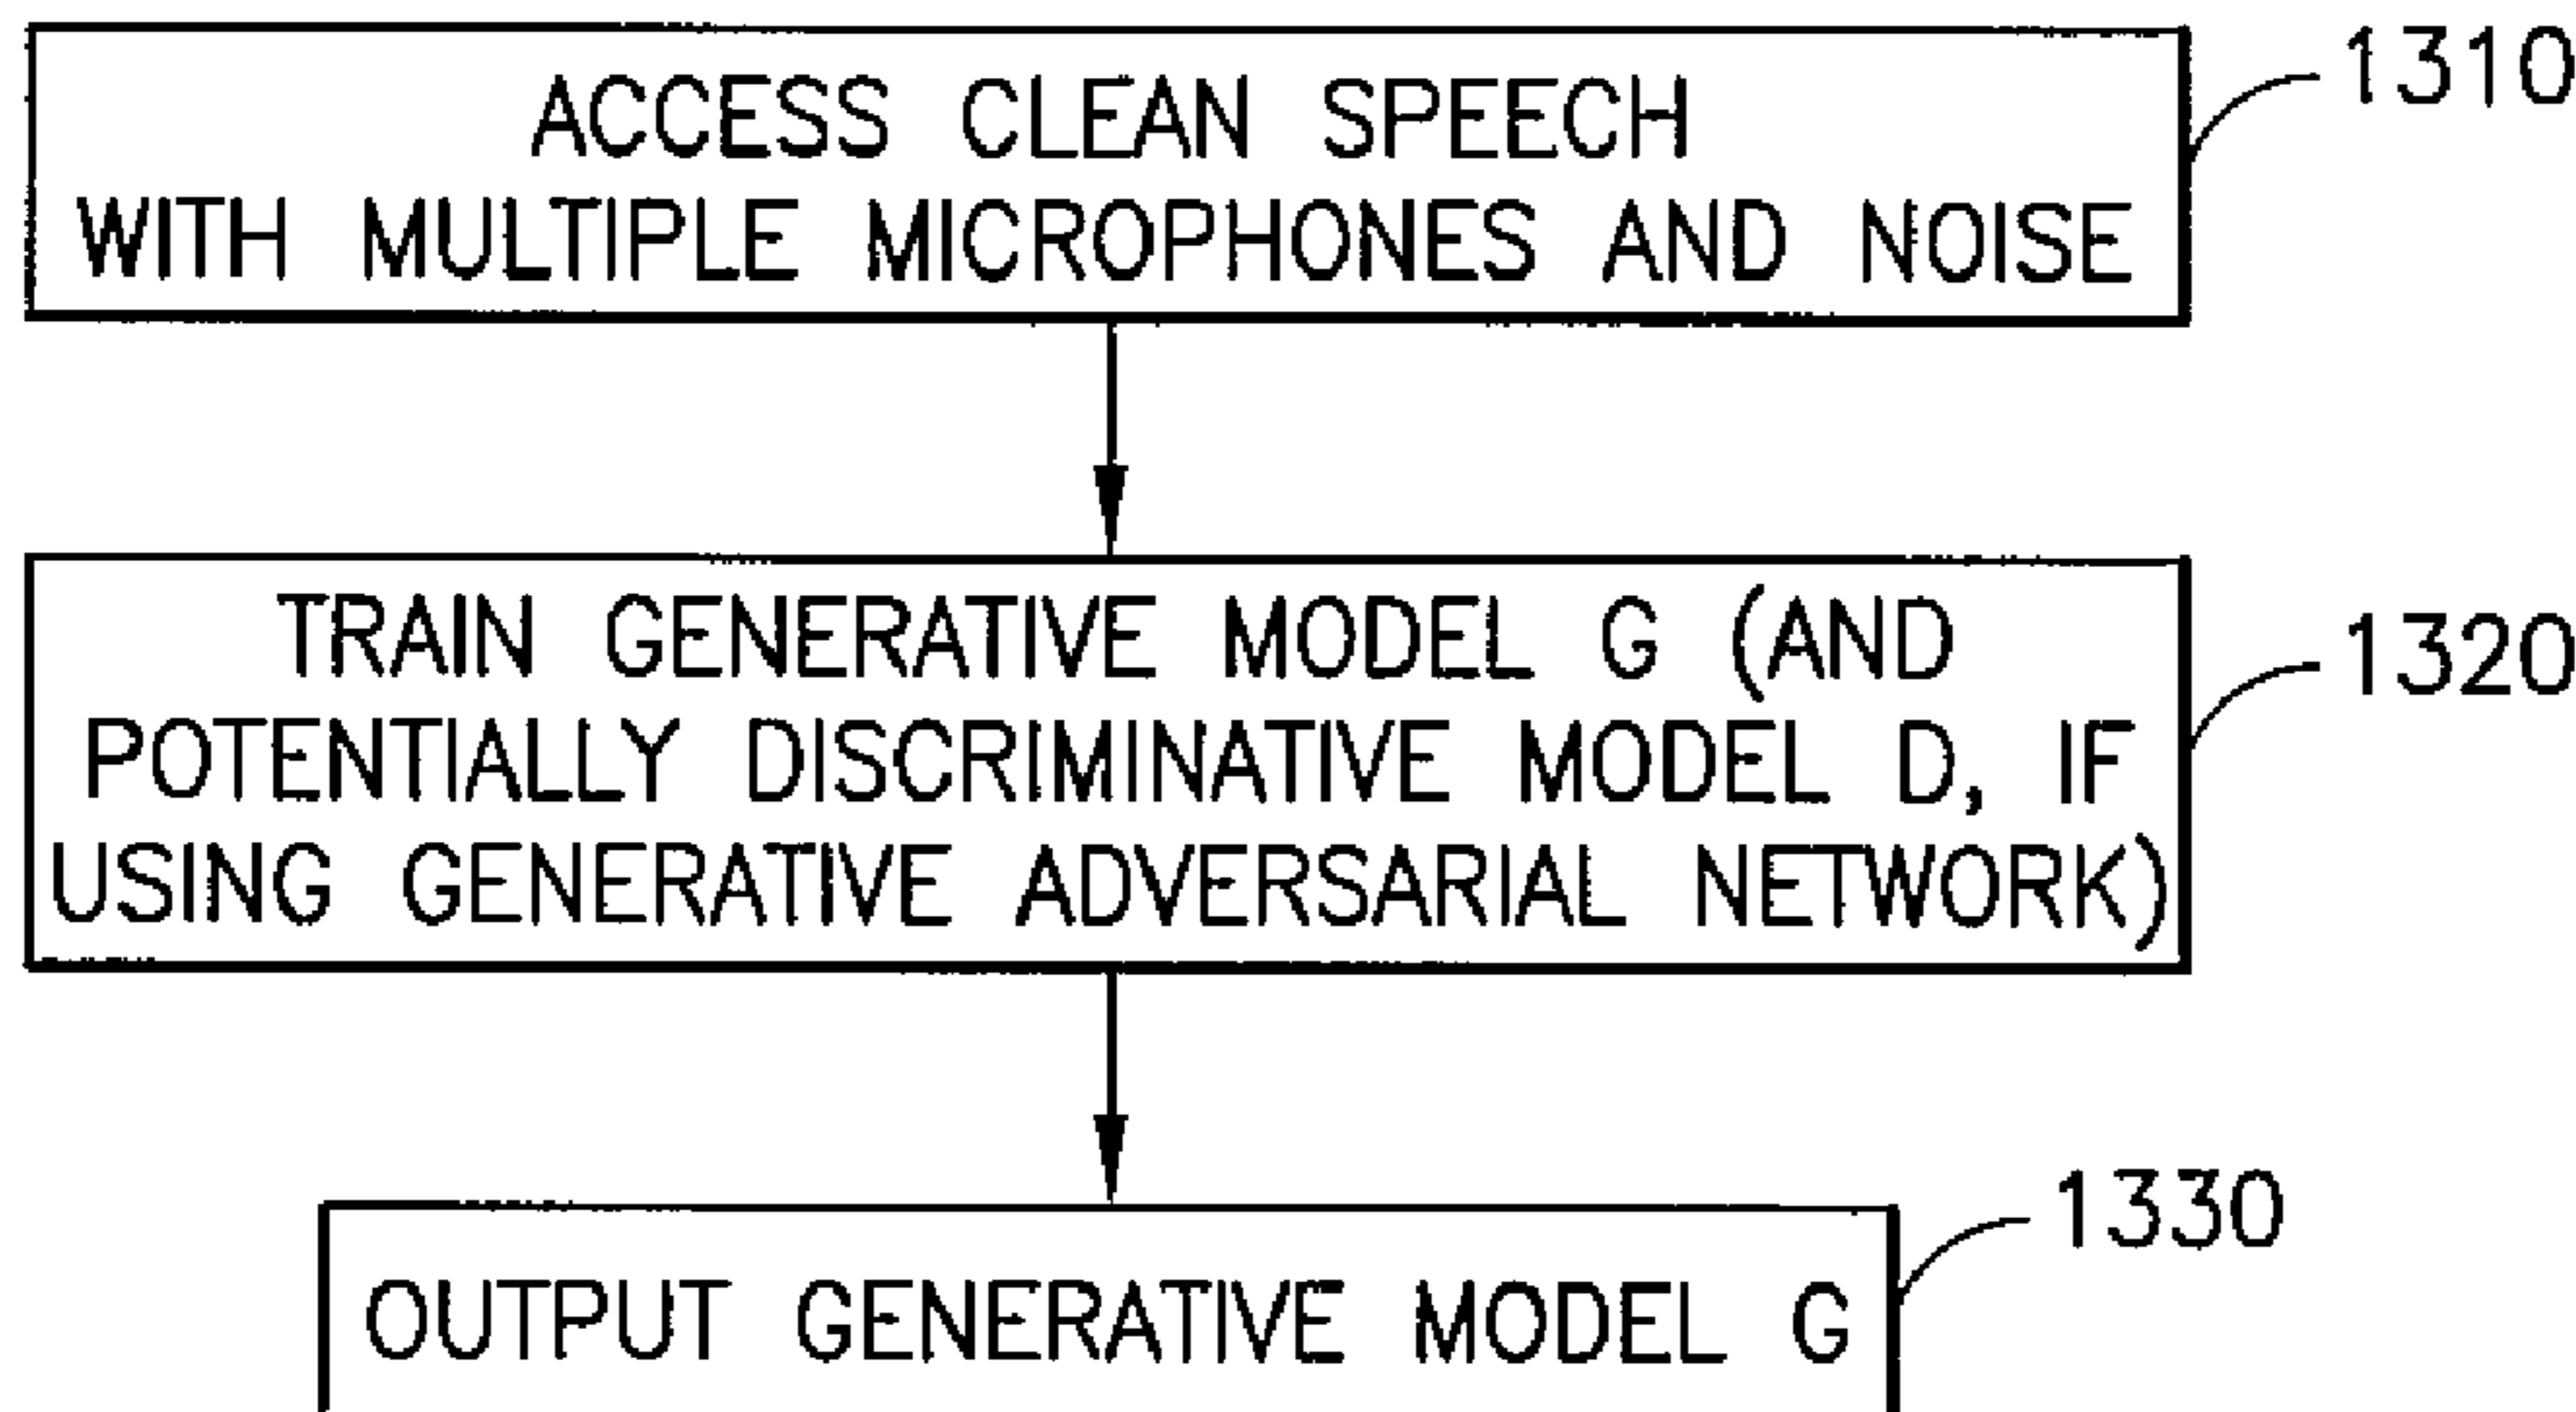 ACCESS CLEAN SPEECH
WITH MULTIPLE MICROPHONES AND NOISE
1310
TRAIN GENERATIVE MODEL G (AND
POTENTIALLY DISCRIMINATIVE MODEL D, IF
USING GENERATIVE ADVERSARIAL NETWORK)
1320
OUTPUT GENERATIVE MODEL G
1330